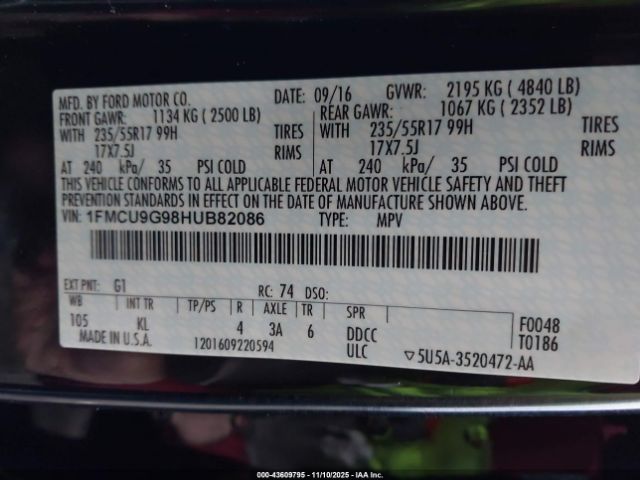 MFD. BY FORD MOTOR CO. DATE: 09/16 GVWR: 2195 KG ( 4840 LB)
FRONT GAWR: 1134 KG ( 2500 LB) REAR GAWR: 1067 KG ( 2352 LB)
WITH 235/55R17 99H TIRES WITH 235/55R17 99H TIRES
17X7.5J RIMS 17X7.5J RIMS
AT 240 kPa/ 35 PSI COLD AT 240 kPa/ 35 PSI COLD
THIS VEHICLE CONFORMS TO ALL APPLICABLE FEDERAL MOTOR VEHICLE SAFETY AND THEFT
PREVENTION STANDARDS IN EFFECT ON THE DATE OF MANUFACTURE SHOWN ABOVE.
VIN: 1FMCU9G98HUB82086 TYPE: MPV
EXT PNT: G1 RC: 74 DSO:
WB INT TR TP/PS R AXLE TR SPR
105 KL 4 3A 6 DDCC F0048
MADE IN U.S.A. 1201609220594 ULC T0186
▽5U5A-3520472-AA
000-43609795 - 11/10/2025 - IAAI.com